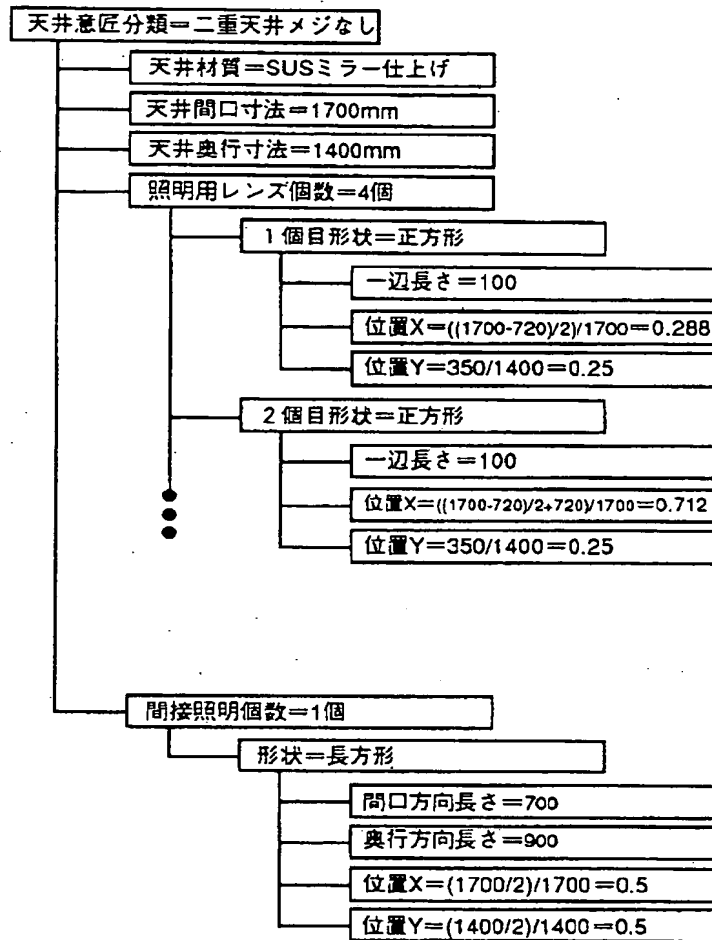 天井意匠分類＝二重天井メジなし
天井材質＝SUSミラー仕上げ
天井間口寸法＝1700mm
天井奥行寸法＝1400mm
照明用レンズ個数＝4個
1個目形状＝正方形
一辺長さ＝100
位置X＝((1700-720)/2)/1700＝0.288
位置Y＝350/1400＝0.25
2個目形状＝正方形
一辺長さ＝100
位置X＝((1700-720)/2+720)/1700＝0.712
位置Y＝350/1400＝0.25
間接照明個数＝1個
形状＝長方形
間口方向長さ＝700
奥行方向長さ＝900
位置X＝(1700/2)/1700＝0.5
位置Y＝(1400/2)/1400＝0.5